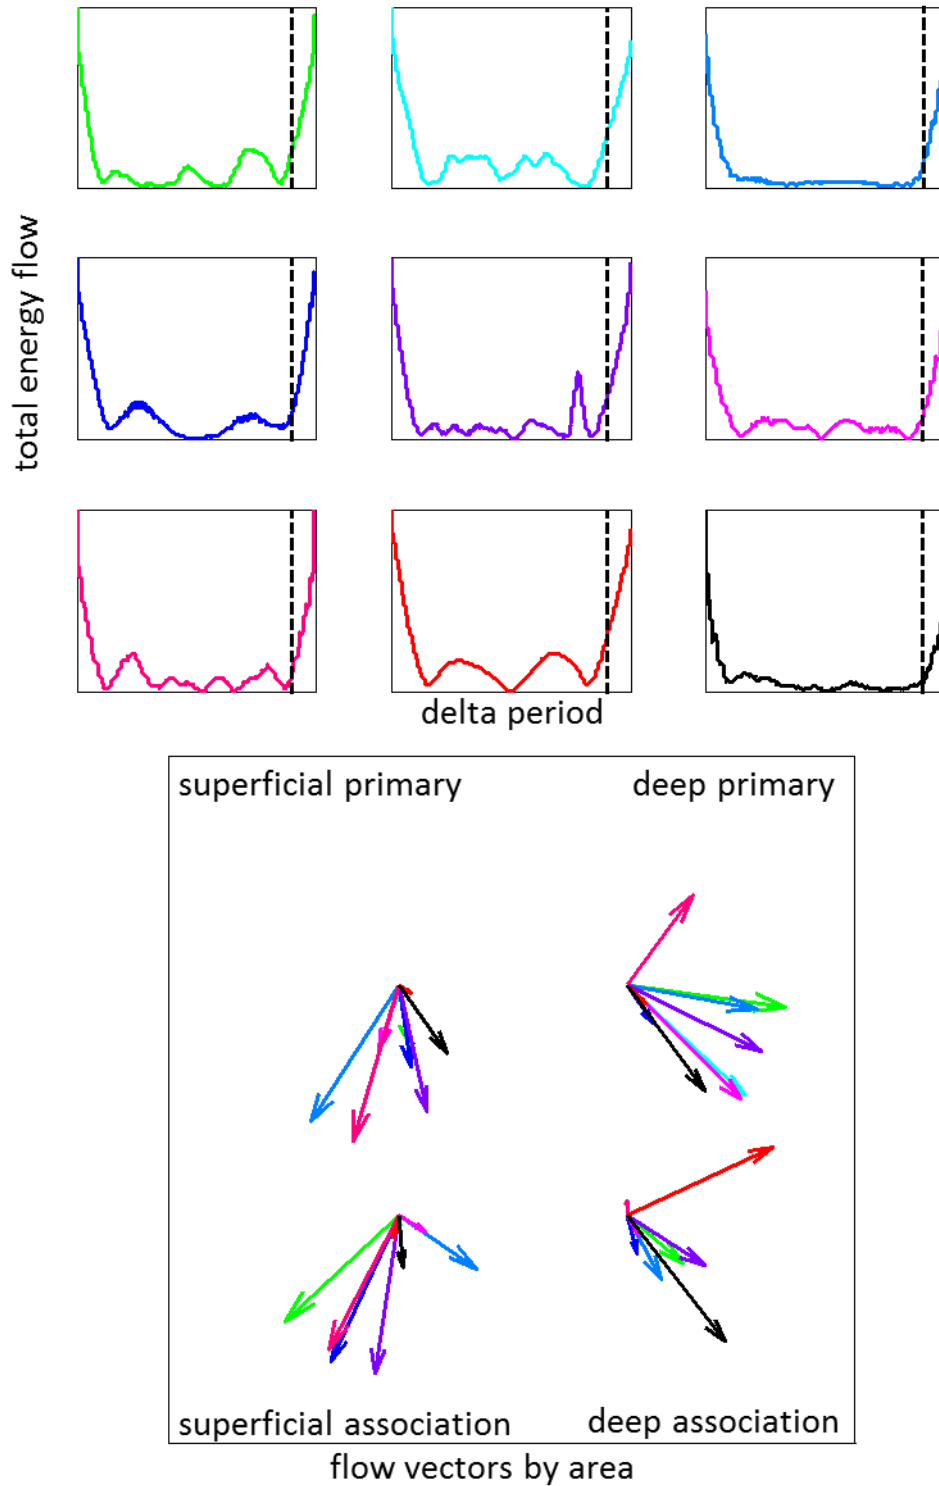 total energy flow
delta period
superficial primary
deep primary
superficial association
deep association
flow vectors by area